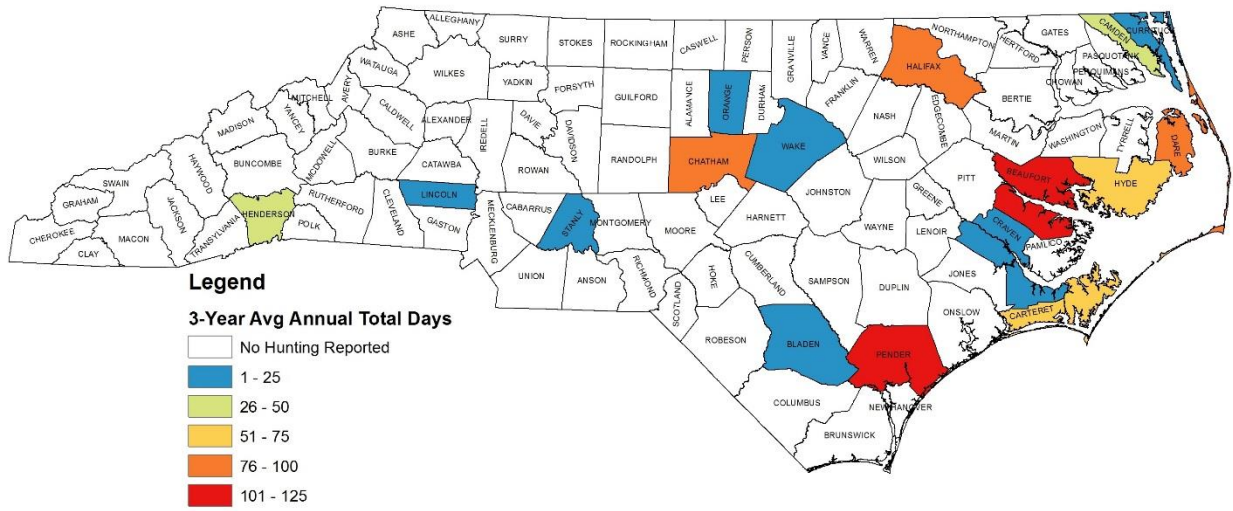 ALLEGHANY
ASHE
SURRY
STOKES
ROCKINGHAM
CASWELL
PERSON
GRANVILLE
VANCE
WARREN
NORTHAMPTON
HERTFORD
GATES
CAMDEN
CURRITUCK
PASQUOTANK
PERQUIMANS
CHOWAN
WATAUGA
WILKES
YADKIN
FORSYTH
GUILFORD
ALAMANCE
ORANGE
DURHAM
FRANKLIN
HALIFAX
BERTIE
MITCHELL
AVERY
YANCEY
CALDWELL
ALEXANDER
IREDELL
DAVIE
DAVIDSON
RANDOLPH
CHATHAM
WAKE
NASH
EDGECOMBE
MARTIN
WASHINGTON
TYRRELL
DARE
MADISON
BUNCOMBE
MCDOWELL
BURKE
CATAWBA
ROWAN
WILSON
PITT
BEAUFORT
HYDE
HAYWOOD
SWAIN
GRAHAM
JACKSON
HENDERSON
RUTHERFORD
POLK
CLEVELAND
LINCOLN
GASTON
MECKLENBURG
CABARRUS
STANLY
MONTGOMERY
MOORE
LEE
HARNETT
JOHNSTON
WAYNE
GREENE
LENOIR
CRAVEN
PAMLICO
CHEROKEE
CLAY
MACON
TRANSYLVANIA
UNION
ANSON
RICHMOND
SCOTLAND
HOKE
CUMBERLAND
SAMPSON
DUPLIN
JONES
ONSLOW
CARTERET
ROBESON
BLADEN
PENDER
COLUMBUS
NEW HANOVER
BRUNSWICK
Legend
3-Year Avg Annual Total Days
No Hunting Reported
1 - 25
26 - 50
51 - 75
76 - 100
101 - 125